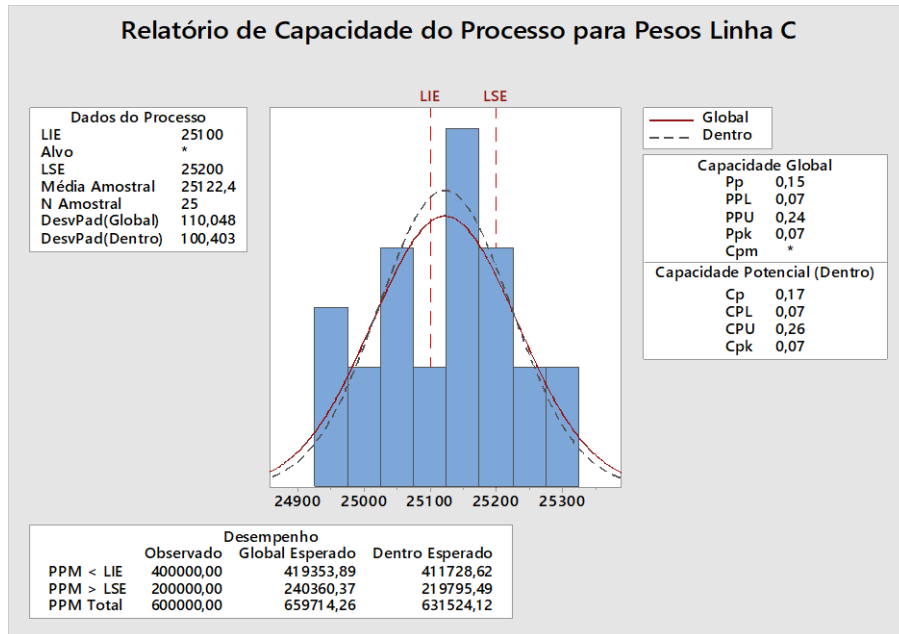 Relatório de Capacidade do Processo para Pesos Linha C
LIE LSE
Dados do Processo
LIE 25100
Alvo *
LSE 25200
Média Amostral 25122,4
N Amostral 25
DesvPad(Global) 110,048
DesvPad(Dentro) 100,403
Global
Dentro
Capacidade Global
Pp 0,15
PPL 0,07
PPU 0,24
Ppk 0,07
Cpm *
Capacidade Potencial (Dentro)
Cp 0,17
CPL 0,07
CPU 0,26
Cpk 0,07
24900 25000 25100 25200 25300
Desempenho
Observado Global Esperado Dentro Esperado
PPM < LIE 400000,00 419353,89 411728,62
PPM > LSE 200000,00 240360,37 219795,49
PPM Total 600000,00 659714,26 631524,12